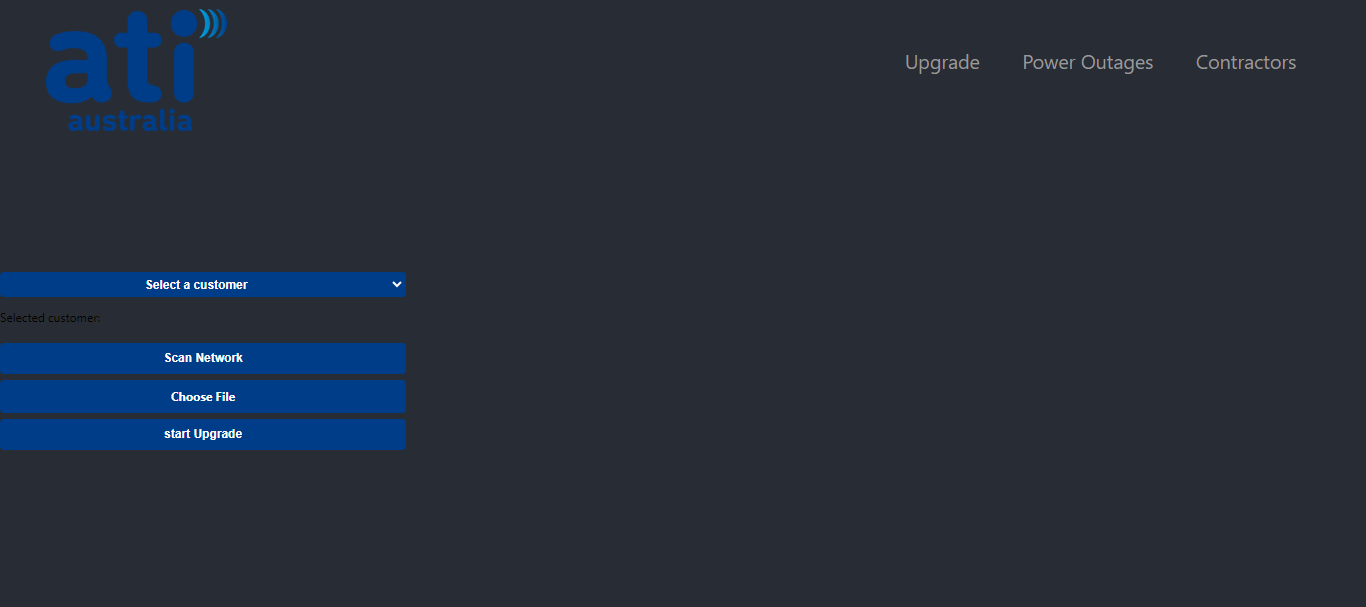 ati
australia
Upgrade Power Outages Contractors
Select a customer
Selected customer:
Scan Network
Choose File
start Upgrade